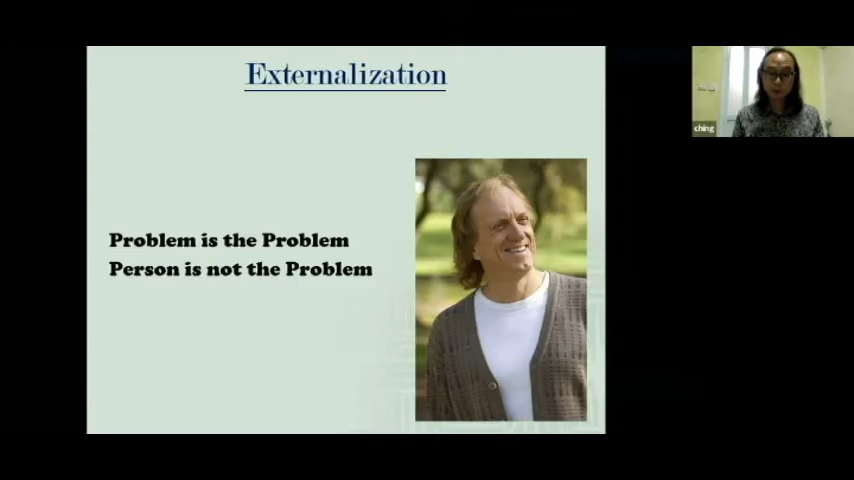 Externalization
Problem is the Problem
Person is not the Problem
ching